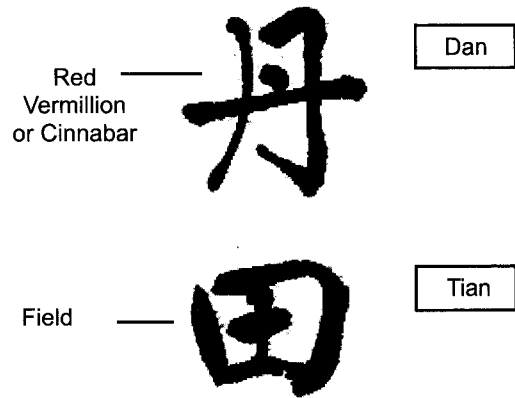 丹
Dan
Red
Vermillion
or Cinnabar
田
Tian
Field